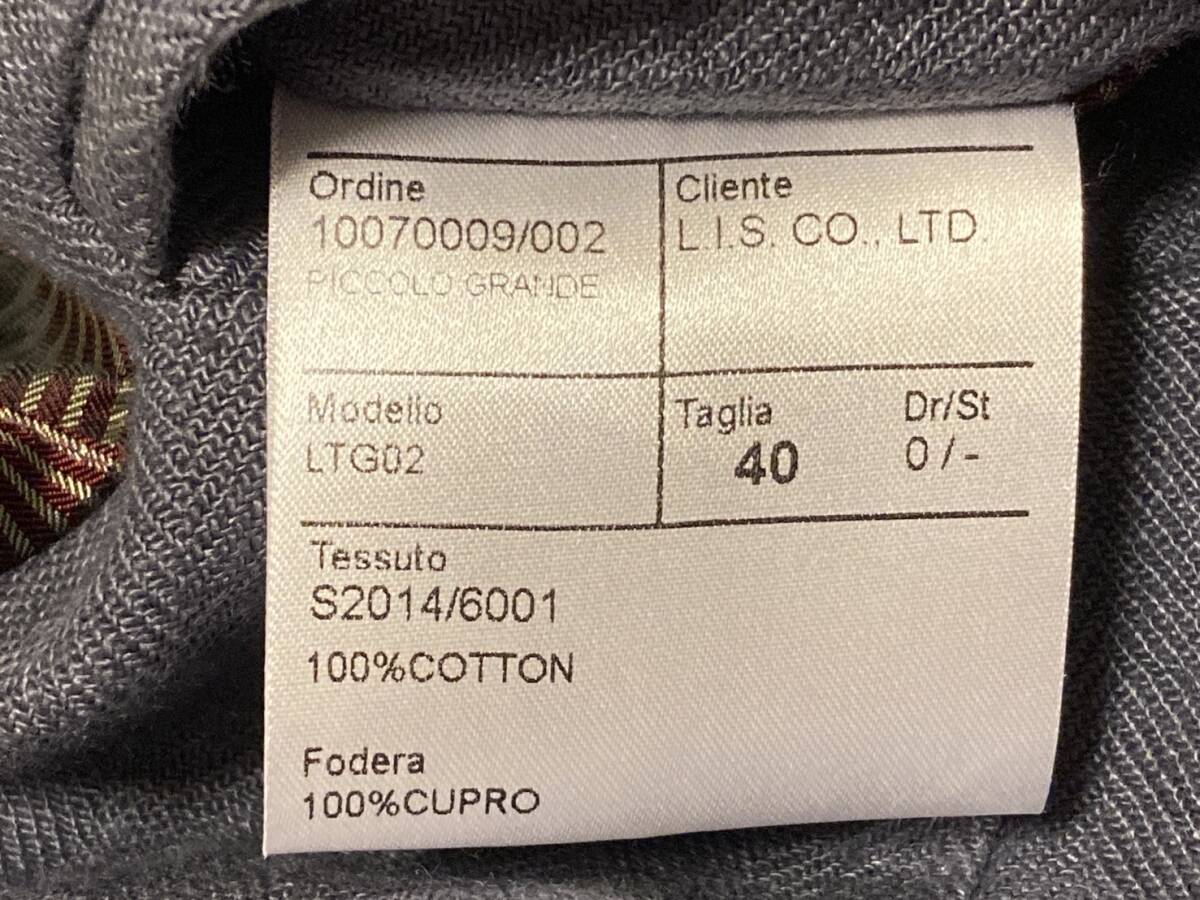 Ordine
10070009/002
PICCOLO GRANDE
Cliente
L.I.S. CO., LTD.
Modello
LTG02
Taglia
40
Dr/St
0 / -
Tessuto
S2014/6001
100%COTTON
Fodera
100%CUPRO